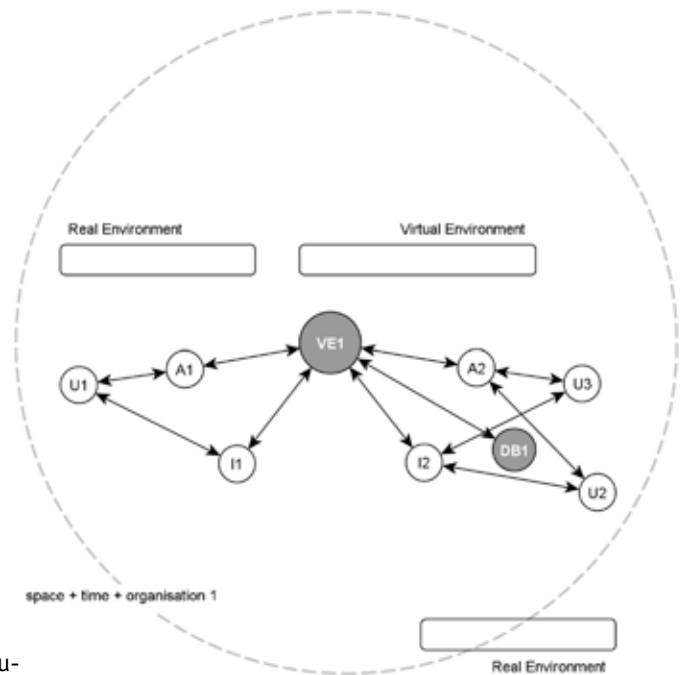 Real Environment
Virtual Environment
VE1
A1
A2
U1
U3
I1
I2
DB1
U2
space + time + organisation 1
u-
Real Environment